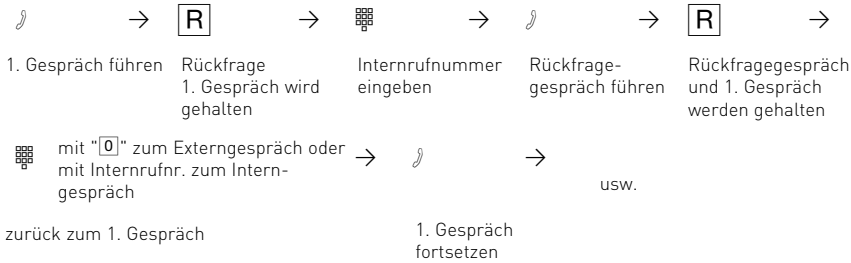 R
R
1. Gespräch führen
Rückfrage
1. Gespräch wird
gehalten
Internrufnummer
eingeben
Rückfrage-
gespräch führen
Rückfragegespräch
und 1. Gespräch
werden gehalten
mit "0" zum Externgespräch oder
mit Internrufnr. zum Intern-
gespräch
usw.
zurück zum 1. Gespräch
1. Gespräch
fortsetzen